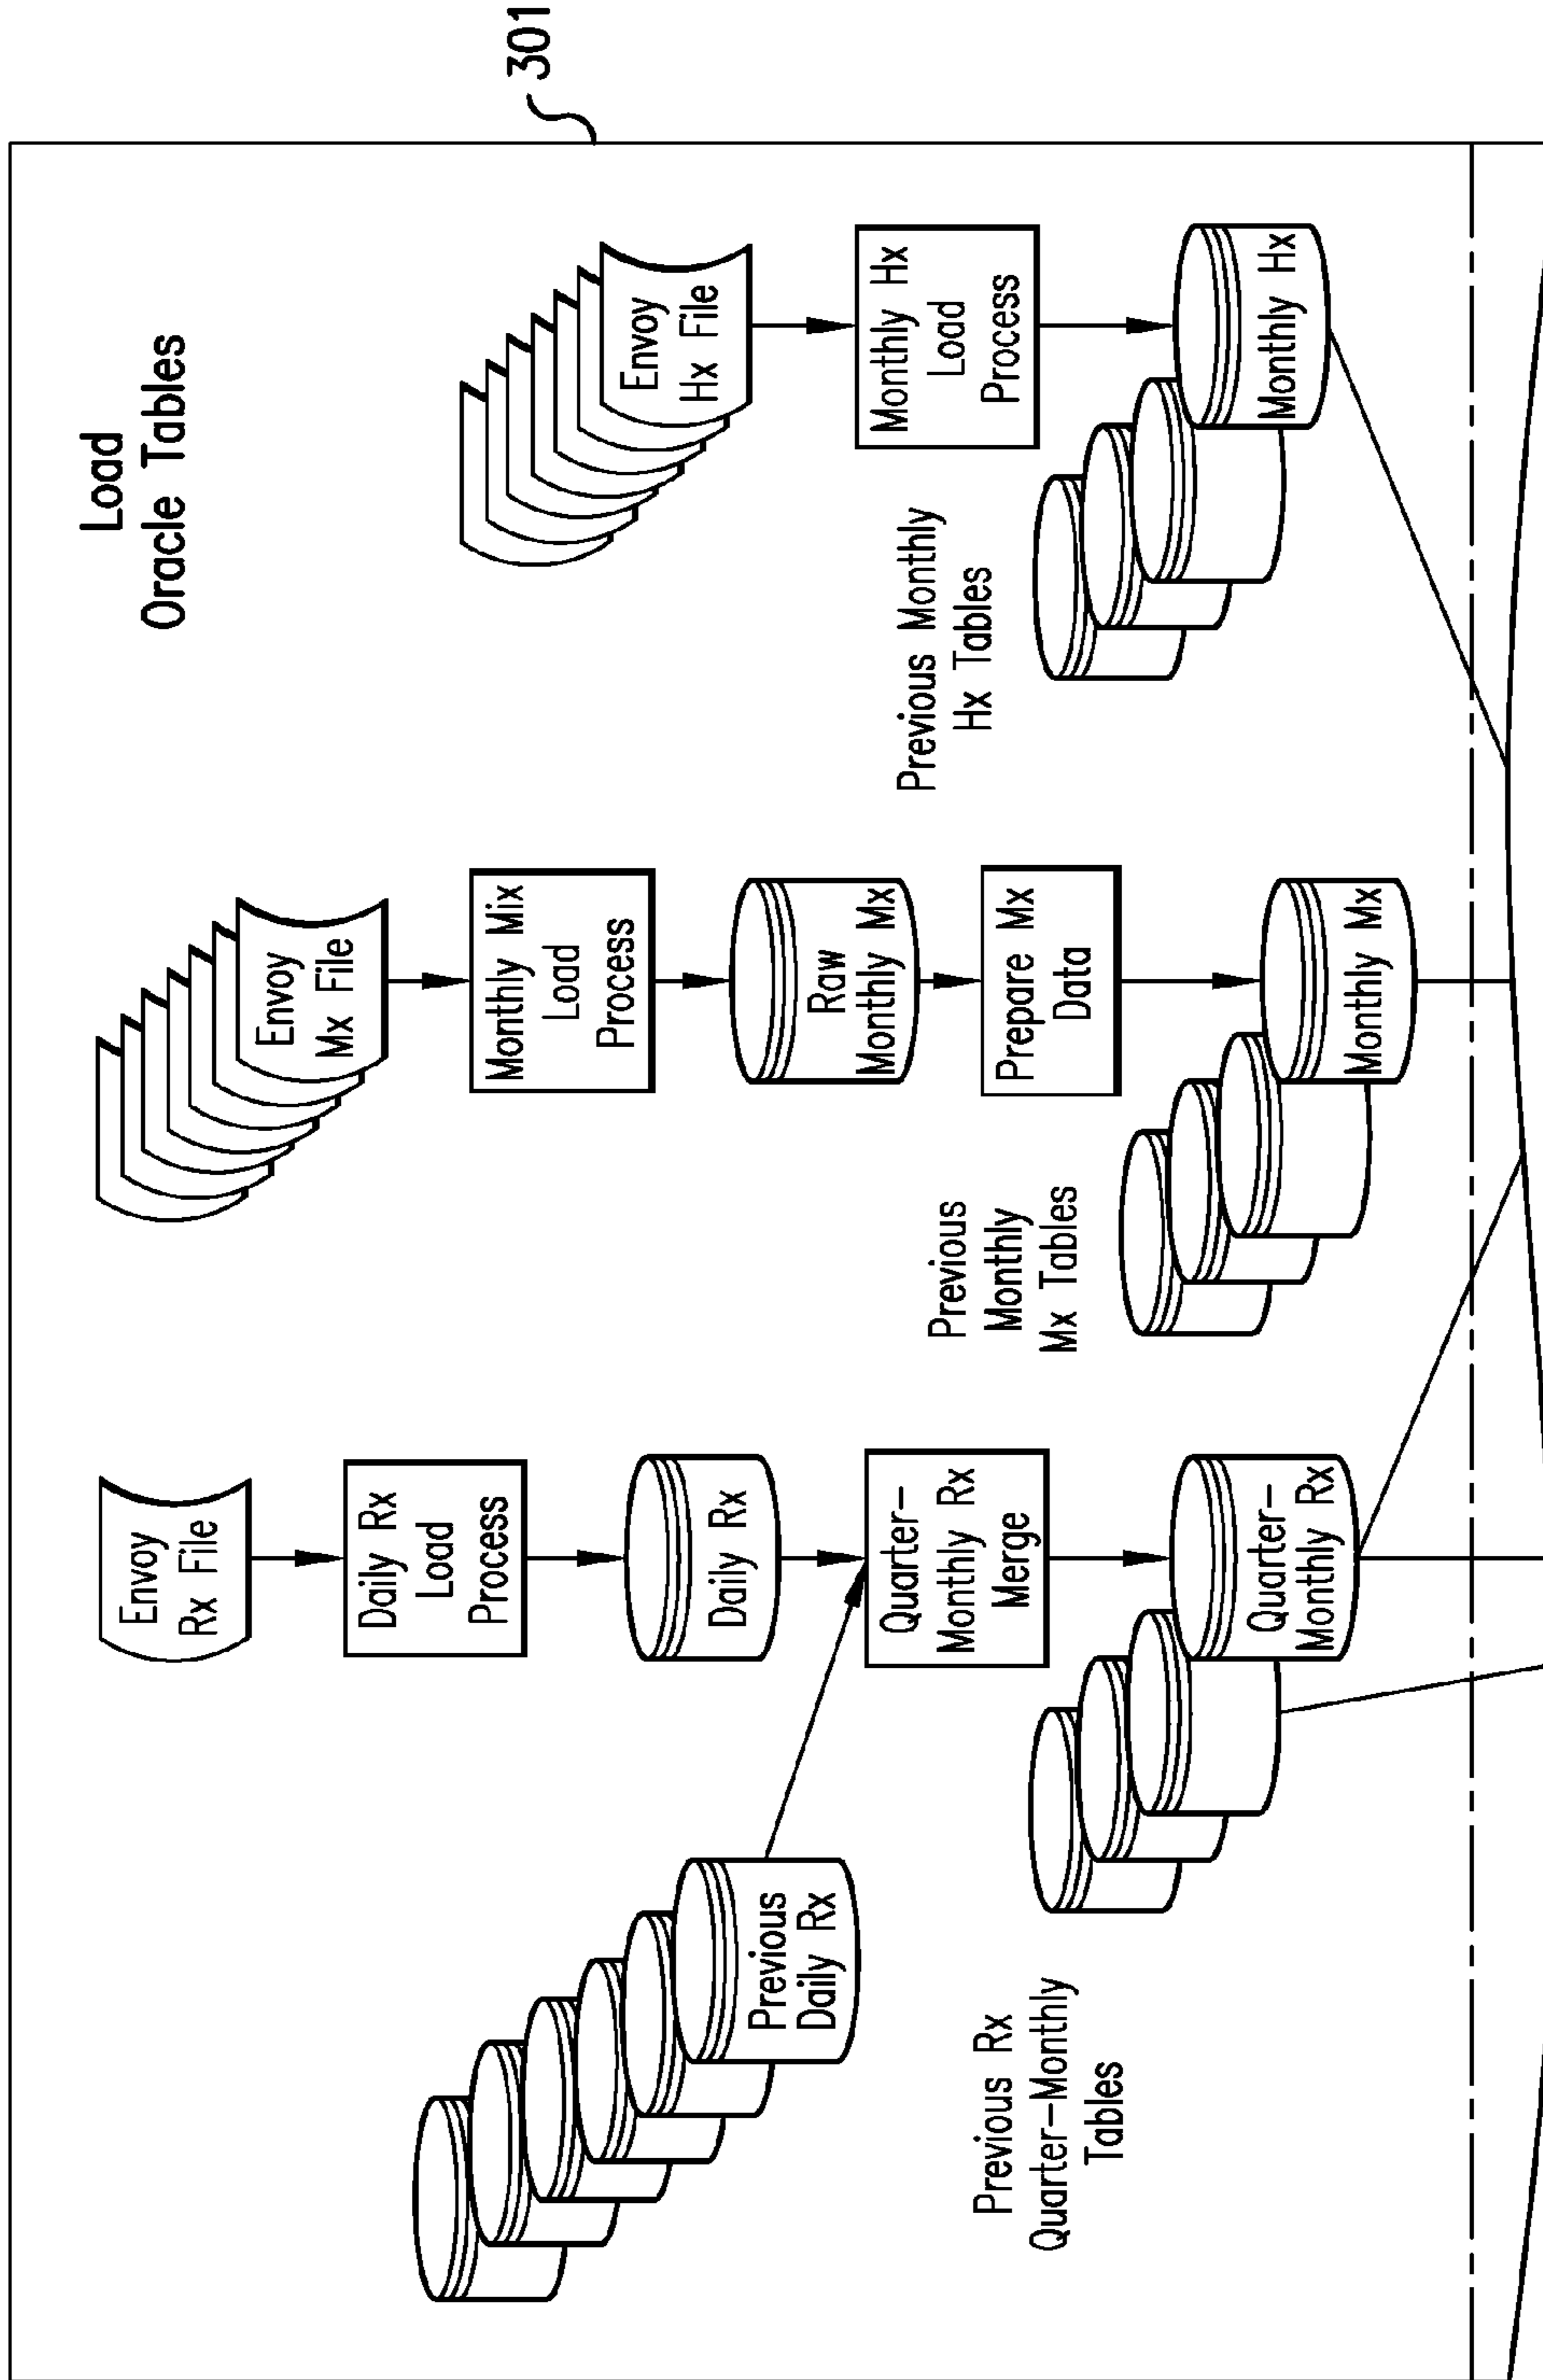 Load
Oracle Tables
301
Envoy
Rx File
Daily Rx
Load
Process
Daily Rx
Previous
Daily Rx
Quarter-
Monthly Rx
Merge
Quarter-
Monthly Rx
Previous Rx
Quarter-Monthly
Tables
Envoy
Mx File
Monthly Mix
Load
Process
Raw
Monthly Mx
Prepare Mx
Data
Monthly Mx
Previous
Monthly
Mx Tables
Envoy
Hx File
Monthly Hx
Load
Process
Monthly Hx
Previous Monthly
Hx Tables